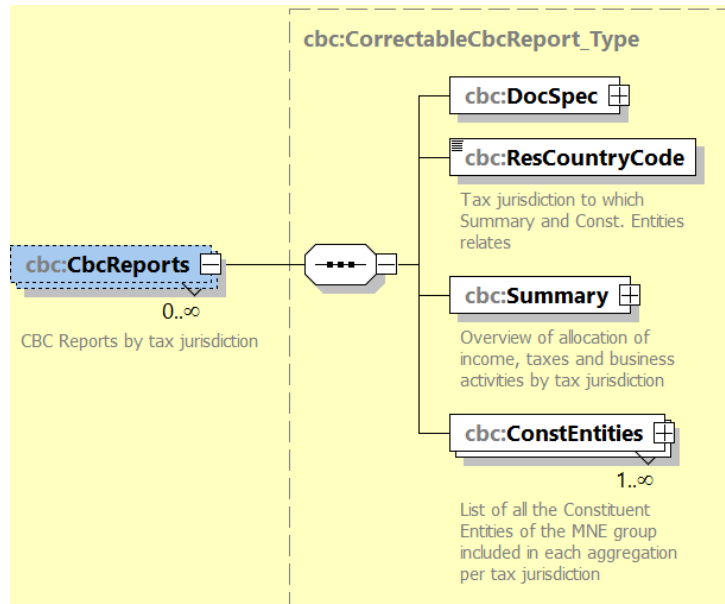 cbc:CorrectableCbcReport_Type
cbc:DocSpec
cbc:ResCountryCode
Tax jurisdiction to which
Summary and Const. Entities
relates
cbc:CbcReports
0..∞
CBC Reports by tax jurisdiction
cbc:Summary
Overview of allocation of
income, taxes and business
activities by tax jurisdiction
cbc:ConstEntities
1..∞
List of all the Constituent
Entities of the MNE group
included in each aggregation
per tax jurisdiction